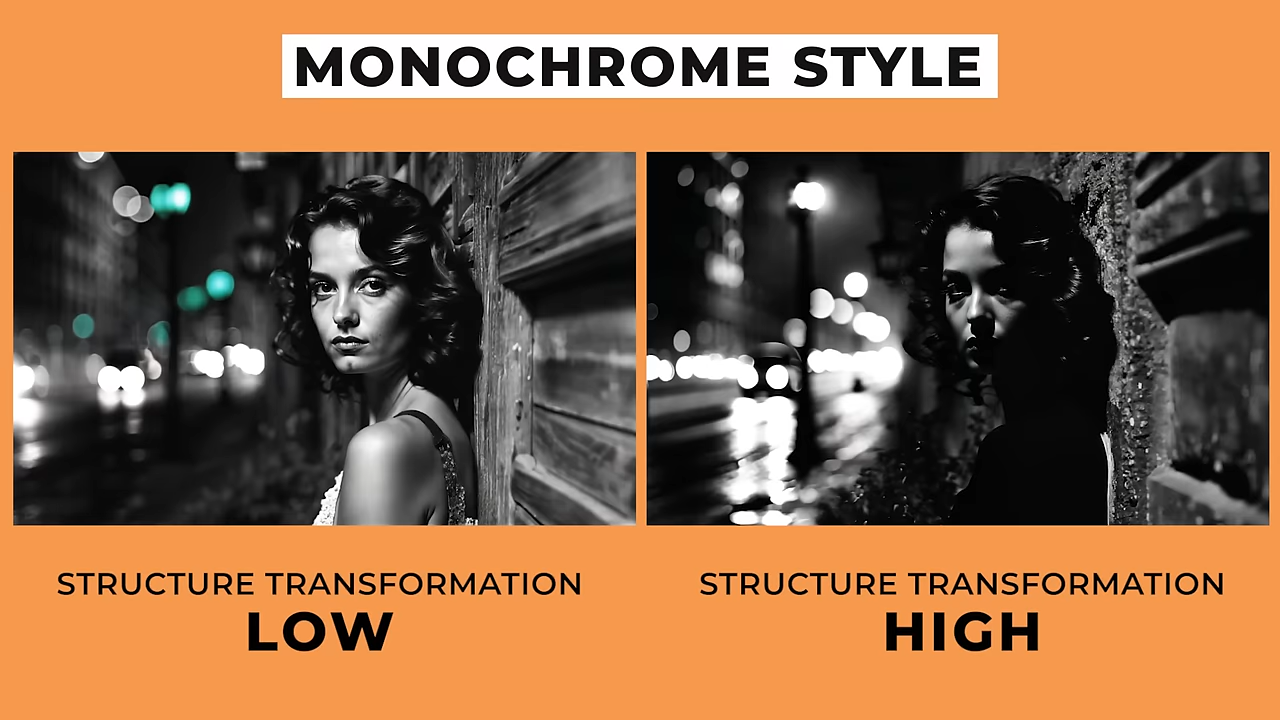 MONOCHROME STYLE
STRUCTURE TRANSFORMATION
LOW
STRUCTURE TRANSFORMATION
HIGH